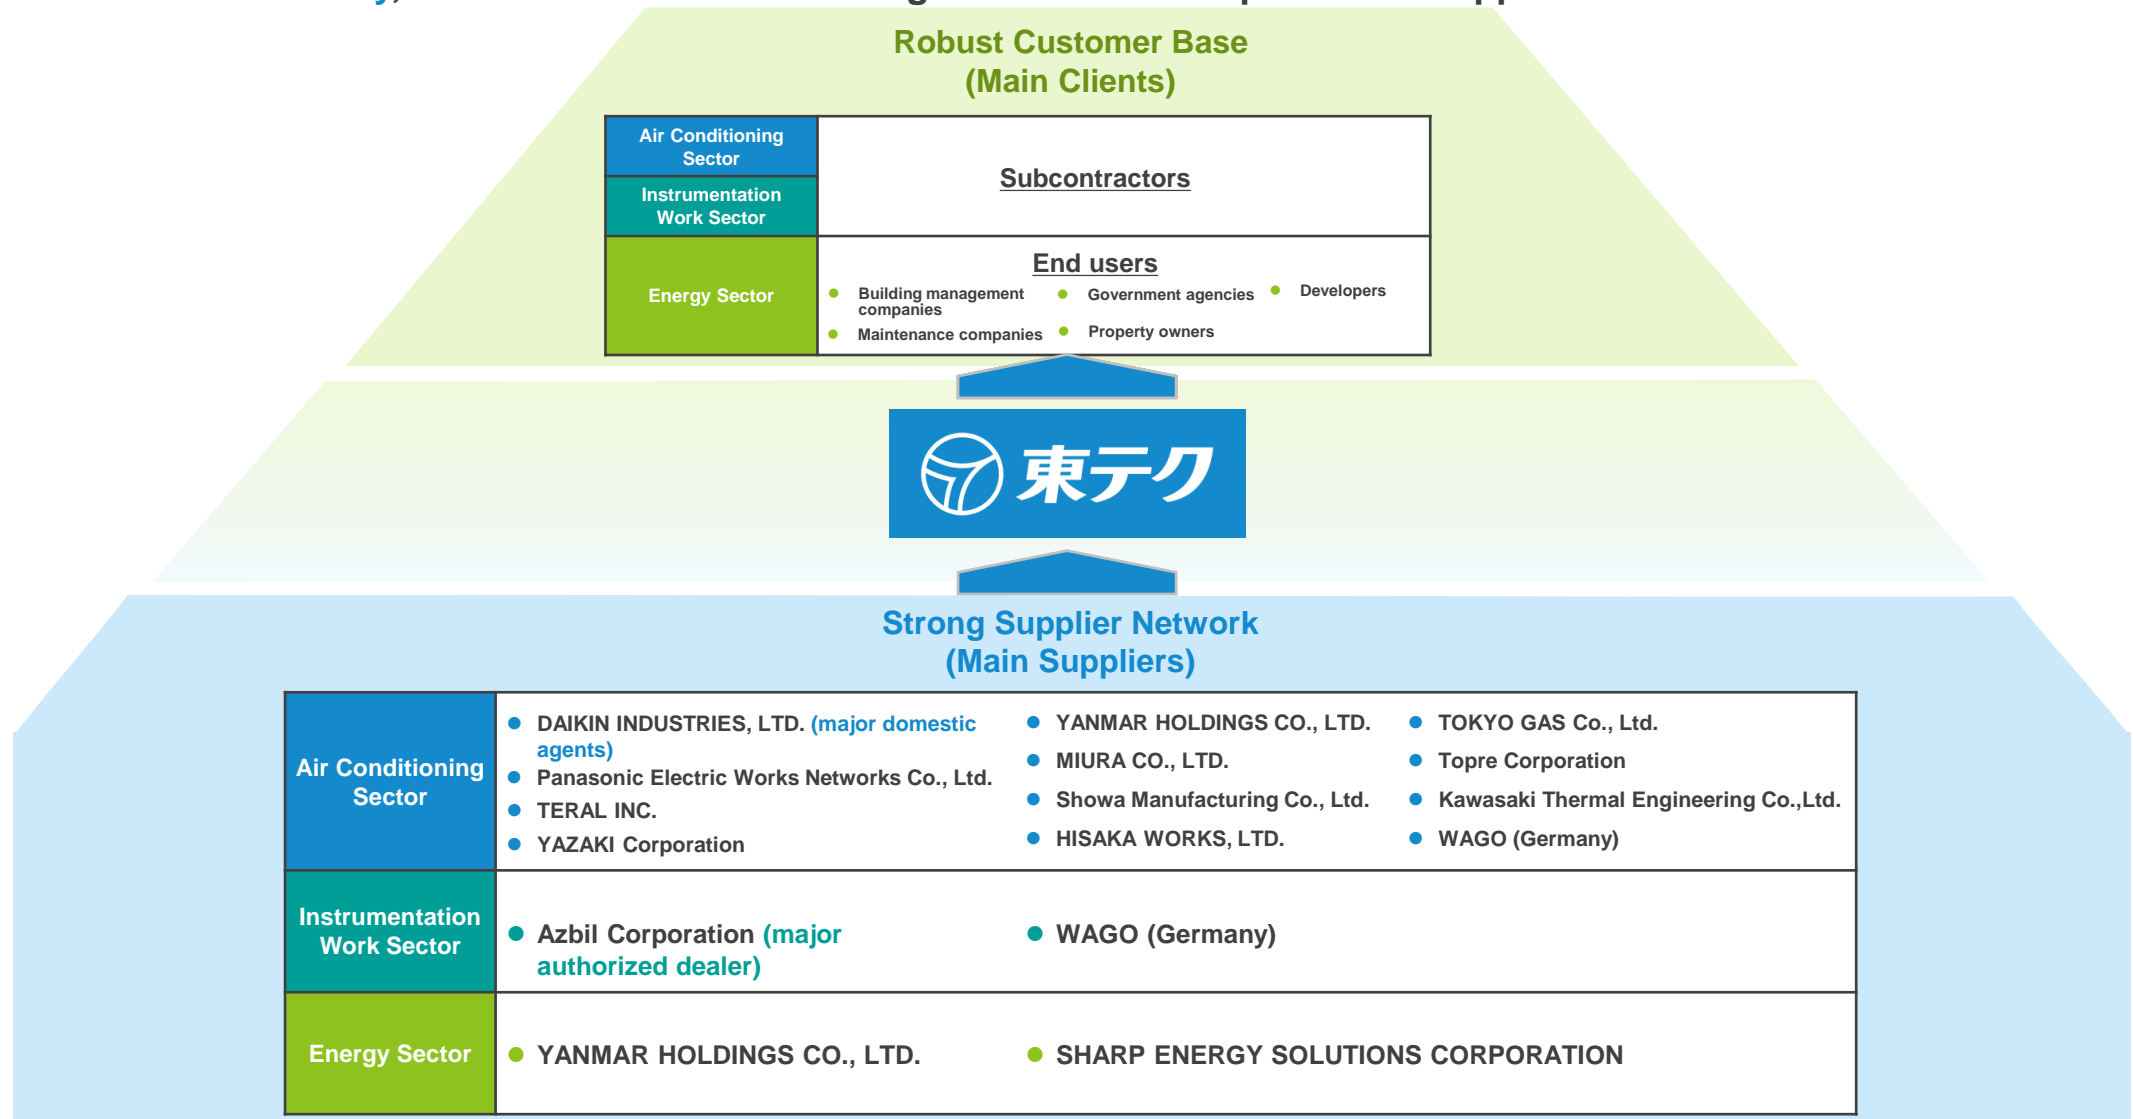 Robust Customer Base
(Main Clients)
Air Conditioning
Sector
Subcontractors
Instrumentation
Work Sector
Energy Sector
End users
Building management
companies
Government agencies
Developers
Maintenance companies
Property owners
東テク
Strong Supplier Network
(Main Suppliers)
Air Conditioning
Sector
DAIKIN INDUSTRIES, LTD. (major domestic
agents)
Panasonic Electric Works Networks Co., Ltd.
TERAL INC.
YAZAKI Corporation
YANMAR HOLDINGS CO., LTD.
MIURA CO., LTD.
Showa Manufacturing Co., Ltd.
HISAKA WORKS, LTD.
TOKYO GAS Co., Ltd.
Topre Corporation
Kawasaki Thermal Engineering Co.,Ltd.
WAGO (Germany)
Instrumentation
Work Sector
Azbil Corporation (major
authorized dealer)
WAGO (Germany)
Energy Sector
YANMAR HOLDINGS CO., LTD.
SHARP ENERGY SOLUTIONS CORPORATION